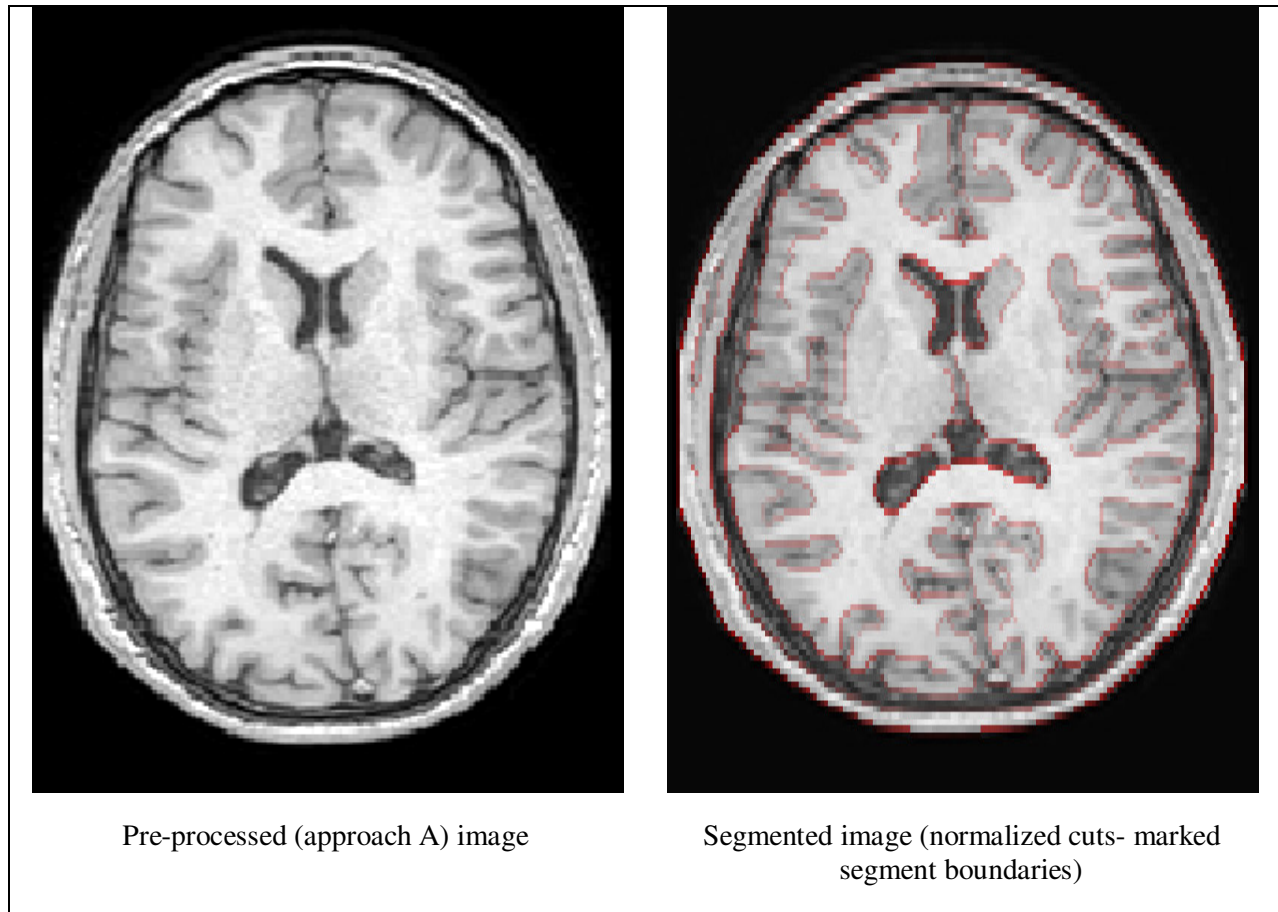 Pre-processed (approach A) image
Segmented image (normalized cuts- marked
segment boundaries)